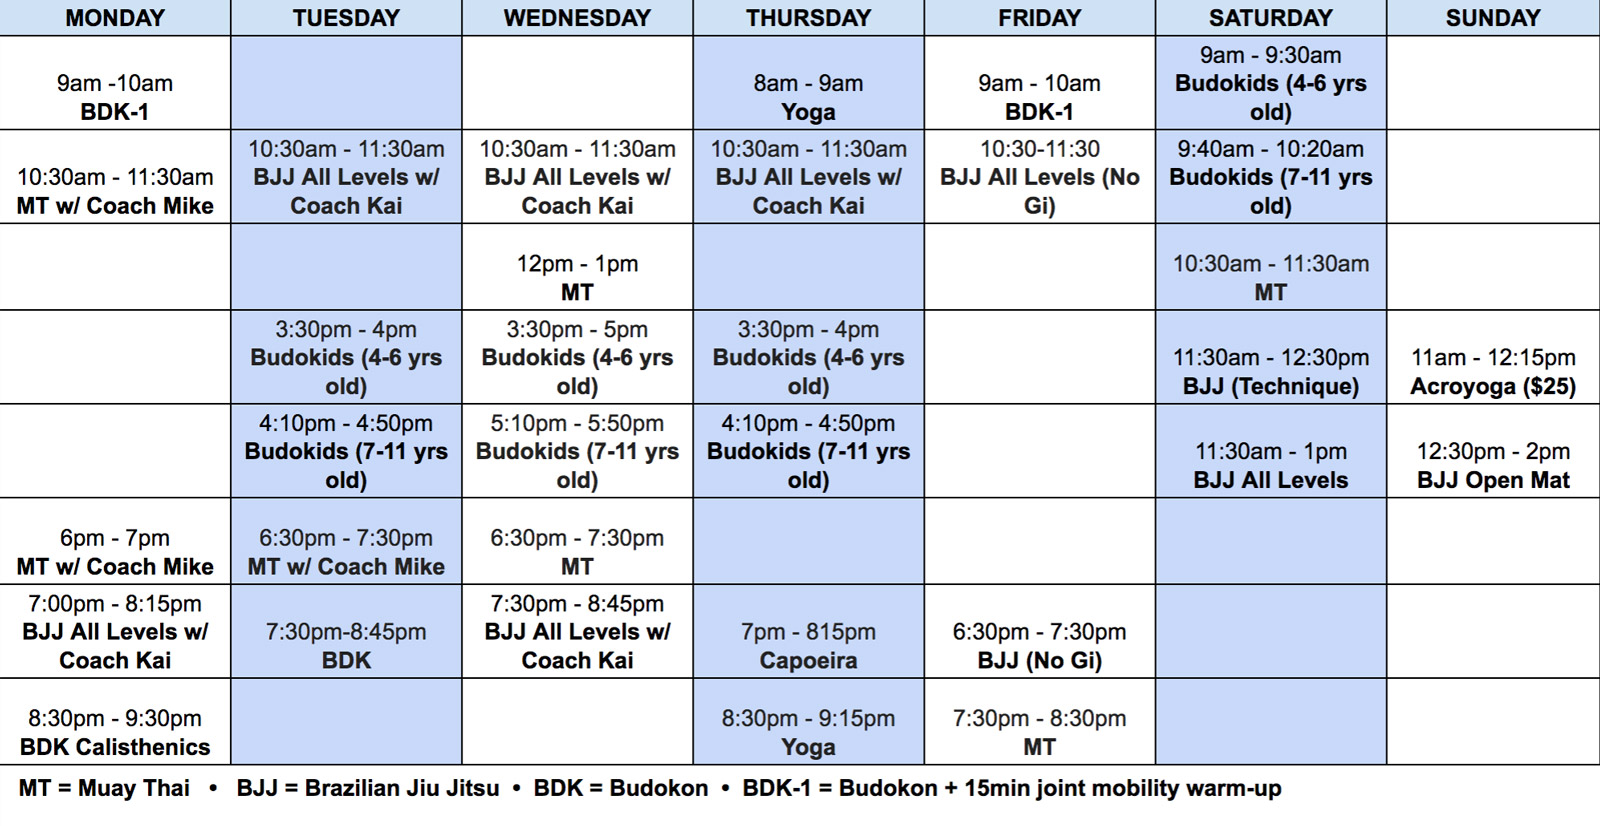 MONDAY TUESDAY WEDNESDAY THURSDAY FRIDAY SATURDAY SUNDAY
9am -10am
BDK-1
8am - 9am
Yoga
9am - 10am
BDK-1
9am - 9:30am
Budokids (4-6 yrs
old)
10:30am - 11:30am
MT w/ Coach Mike
10:30am - 11:30am
BJJ All Levels w/
Coach Kai
10:30am - 11:30am
BJJ All Levels w/
Coach Kai
10:30am - 11:30am
BJJ All Levels w/
Coach Kai
10:30-11:30
BJJ All Levels (No
Gi)
9:40am - 10:20am
Budokids (7-11 yrs
old)
12pm - 1pm
MT
10:30am - 11:30am
MT
3:30pm - 4pm
Budokids (4-6 yrs
old)
3:30pm - 5pm
Budokids (4-6 yrs
old)
3:30pm - 4pm
Budokids (4-6 yrs
old)
11:30am - 12:30pm
BJJ (Technique)
11am - 12:15pm
Acroyoga ($25)
4:10pm - 4:50pm
Budokids (7-11 yrs
old)
5:10pm - 5:50pm
Budokids (7-11 yrs
old)
4:10pm - 4:50pm
Budokids (7-11 yrs
old)
11:30am - 1pm
BJJ All Levels
12:30pm - 2pm
BJJ Open Mat
6pm - 7pm
MT w/ Coach Mike
6:30pm - 7:30pm
MT w/ Coach Mike
6:30pm - 7:30pm
MT
7:00pm - 8:15pm
BJJ All Levels w/
Coach Kai
7:30pm-8:45pm
BDK
7:30pm - 8:45pm
BJJ All Levels w/
Coach Kai
7pm - 815pm
Capoeira
6:30pm - 7:30pm
BJJ (No Gi)
8:30pm - 9:30pm
BDK Calisthenics
8:30pm - 9:15pm
Yoga
7:30pm - 8:30pm
MT
MT = Muay Thai • BJJ = Brazilian Jiu Jitsu • BDK = Budokon • BDK-1 = Budokon + 15min joint mobility warm-up